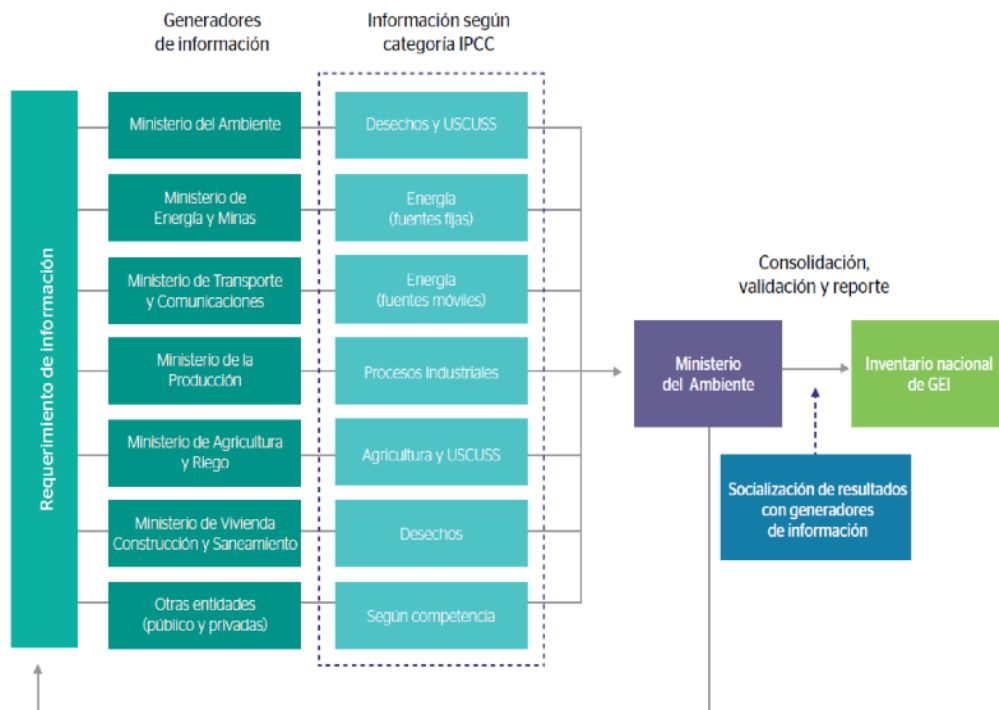 Generadores
de información
Información según
categoría IPCC
Requerimiento de información
Ministerio del Ambiente
Desechos y USCUSS
Ministerio de
Energía y Minas
Energía
(fuentes fijas)
Ministerio de Transporte
y Comunicaciones
Energía
(fuentes móviles)
Ministerio de la
Producción
Procesos Industriales
Ministerio de Agricultura
y Riego
Agricultura y USCUSS
Ministerio de Vivienda
Construcción y Saneamiento
Desechos
Otras entidades
(público y privadas)
Según competencia
Consolidación,
validación y reporte
Ministerio
del Ambiente
Inventario nacional
de GEI
Socialización de resultados
con generadores
de información